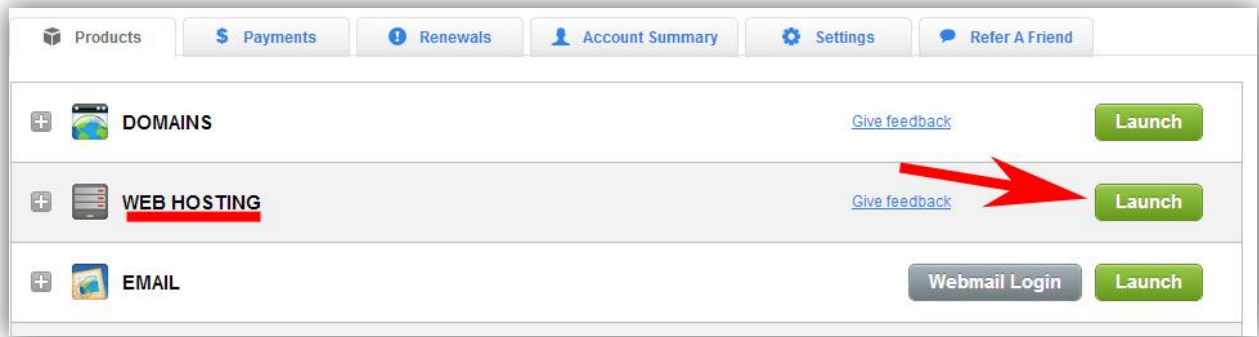 Products $ Payments Renewals Account Summary Settings Refer A Friend
DOMAINS Give feedback Launch
WEB HOSTING Give feedback Launch
EMAIL Webmail Login Launch